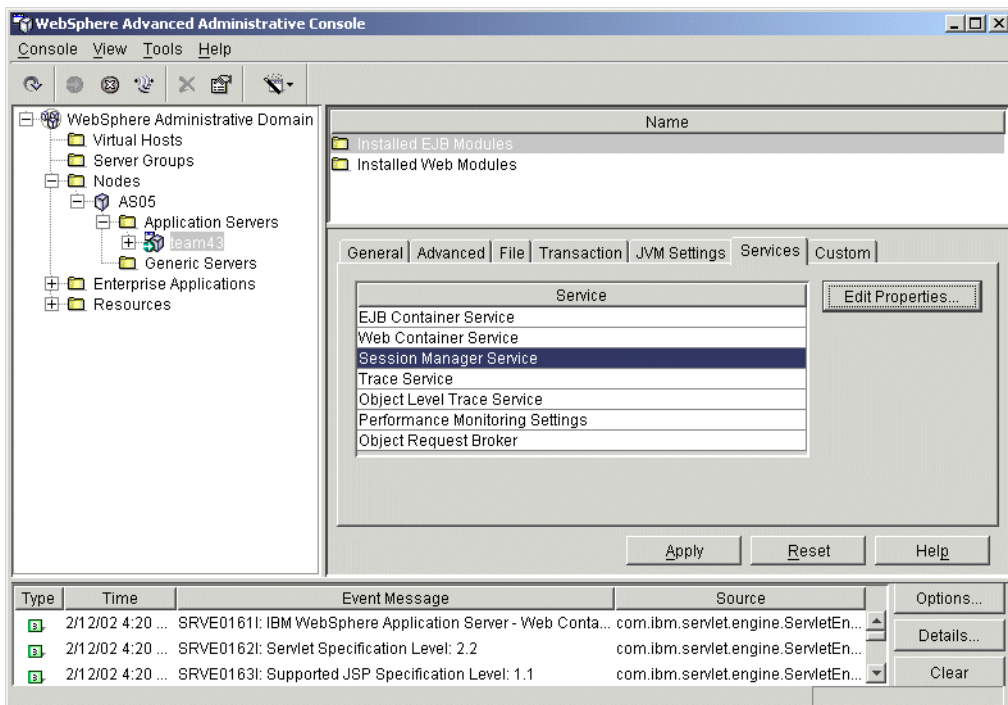 WebSphere Advanced Administrative Console
Console View Tools Help
WebSphere Administrative Domain
Virtual Hosts
Server Groups
Nodes
AS05
Application Servers
team43
Generic Servers
Enterprise Applications
Resources
Name
Installed EJB Modules
Installed Web Modules
General Advanced File Transaction JVM Settings Services Custom
Service
EJB Container Service
Web Container Service
Session Manager Service
Trace Service
Object Level Trace Service
Performance Monitoring Settings
Object Request Broker
Edit Properties...
Apply Reset Help
Type Time Event Message Source
2/12/02 4:20 ... SRVE0161I: IBM WebSphere Application Server - Web Conta... com.ibm.servlet.engine.ServletEn...
2/12/02 4:20 ... SRVE0162I: Servlet Specification Level: 2.2 com.ibm.servlet.engine.ServletEn...
2/12/02 4:20 ... SRVE0163I: Supported JSP Specification Level: 1.1 com.ibm.servlet.engine.ServletEn...
Options...
Details...
Clear